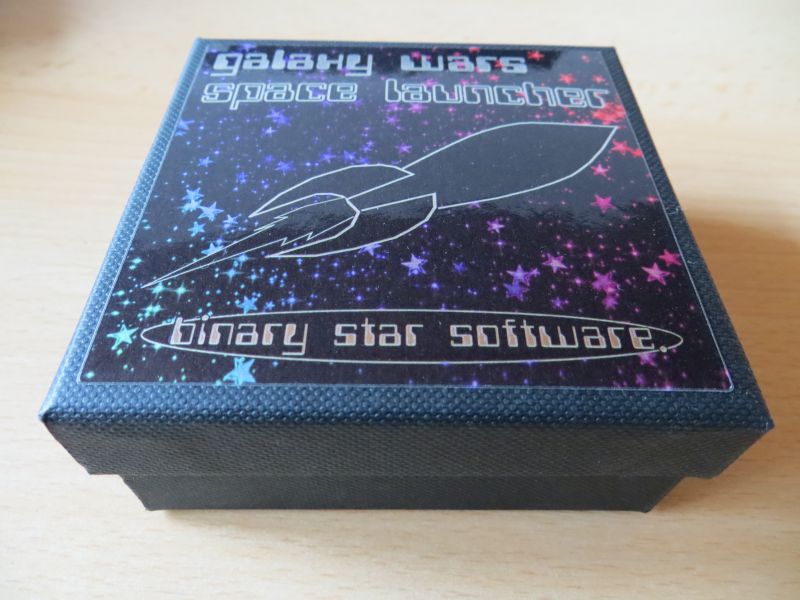 galaxy wars
space launcher
binary star software.